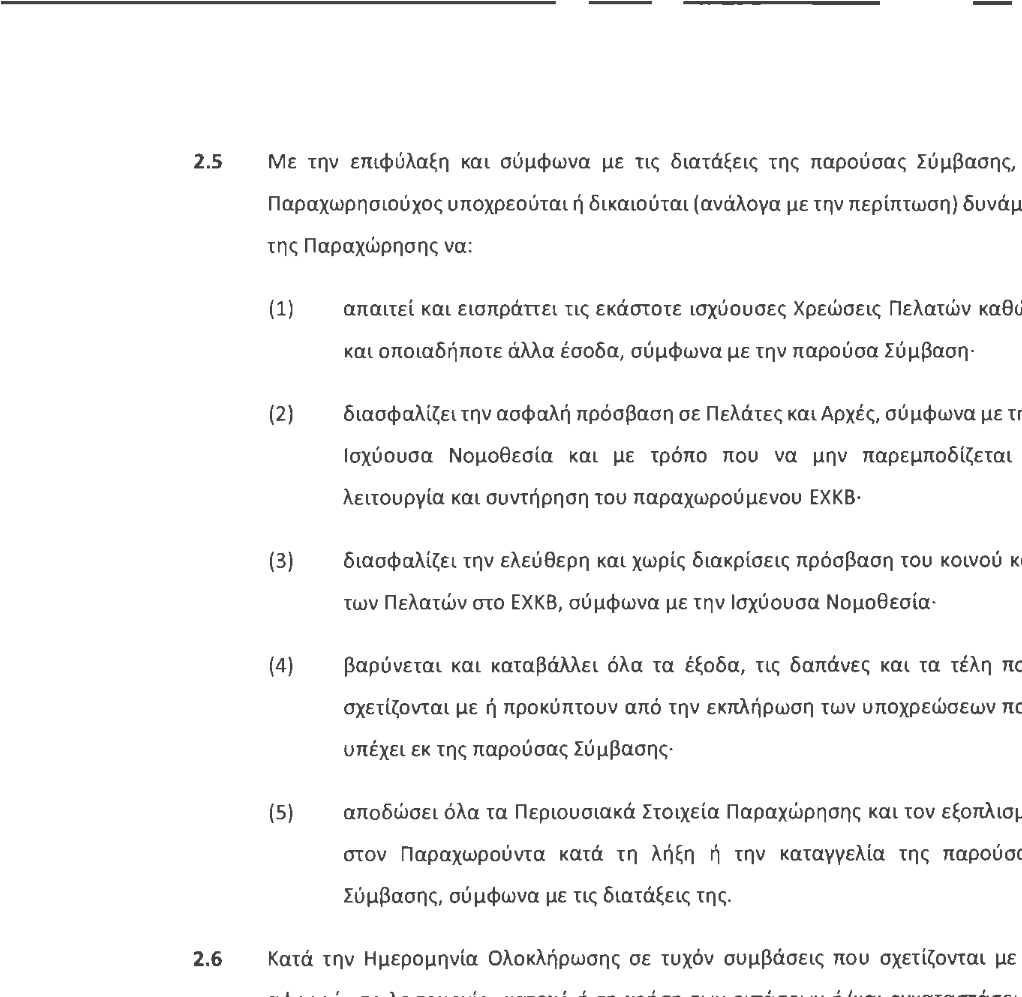 2.5 Με την επιφύλαξη και σύμφωνα με τις διατάξεις της παρούσας Σύμβασης,
Παραχωρησιούχος υποχρεούται ή δικαιούται (ανάλογα με την περίπτωση)
της Παραχώρησης να:
(1) απαιτεί και εισπράττει τις εκάστοτε ισχύουσες Χρεώσεις Πελατών
και οποιαδήποτε άλλα έσοδα, σύμφωνα με την παρούσα Σύμβαση·
(2) διασφαλίζει την ασφαλή πρόσβαση σε Πελάτες και Αρχές, σύμφωνα με
Ισχύουσα Νομοθεσία και με τρόπο που να μην παρεμποδίζεται
λειτουργία και συντήρηση του παραχωρούμενου ΕΧΚΒ·
(3) διασφαλίζει την ελεύθερη και χωρίς διακρίσεις πρόσβαση του κοινού
των Πελατών στο ΕΧΚΒ, σύμφωνα με την Ισχύουσα Νομοθεσία·
(4) βαρύνεται και καταβάλλει όλα τα έξοδα, τις δαπάνες και τα τέλη
σχετίζονται με ή προκύπτουν από την εκπλήρωση των υποχρεώσεων
υπέχει εκ της παρούσας Σύμβασης·
(5) αποδώσει όλα τα Περιουσιακά Στοιχεία Παραχώρησης και τον
στον Παραχωρούντα κατά τη λήξη ή την καταγγελία της
Σύμβασης, σύμφωνα με τις διατάξεις της.
2.6 Κατά την Ημερομηνία Ολοκλήρωσης σε τυχόν συμβάσεις που σχετίζονται με